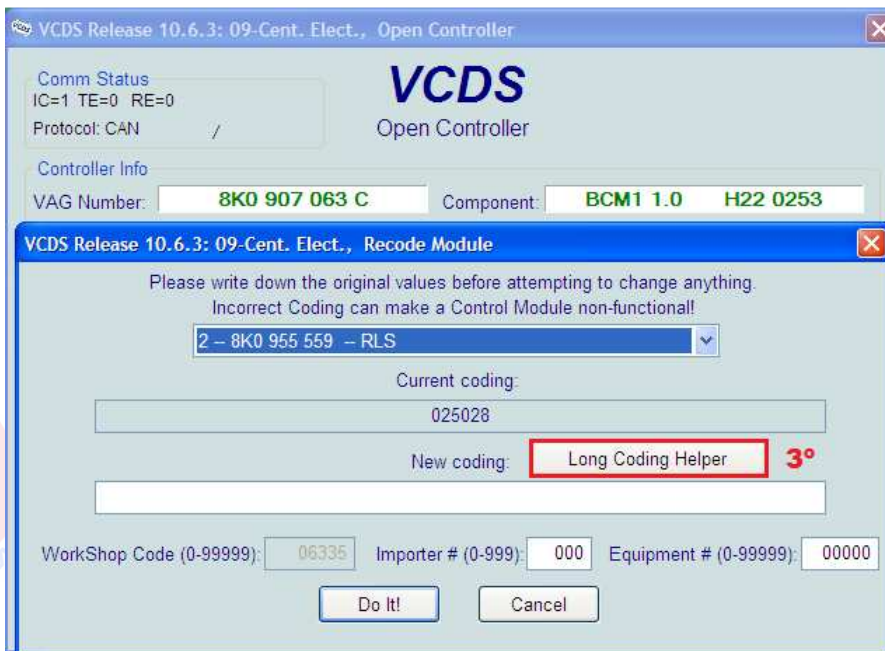 VCDS Release 10.6.3: 09-Cent. Elect., Open Controller
Comm Status
IC=1 TE=0 RE=0
Protocol: CAN /
VCDS
Open Controller
Controller Info
VAG Number: 8K0 907 063 C Component: BCM1 1.0 H22 0253
VCDS Release 10.6.3: 09-Cent. Elect., Recode Module
Please write down the original values before attempting to change anything.
Incorrect Coding can make a Control Module non-functional!
2 -- 8K0 955 559 -- RLS
Current coding:
025028
New coding: Long Coding Helper 3º
WorkShop Code (0-99999): 06335 Importer # (0-999): 000 Equipment # (0-99999): 00000
Do It! Cancel